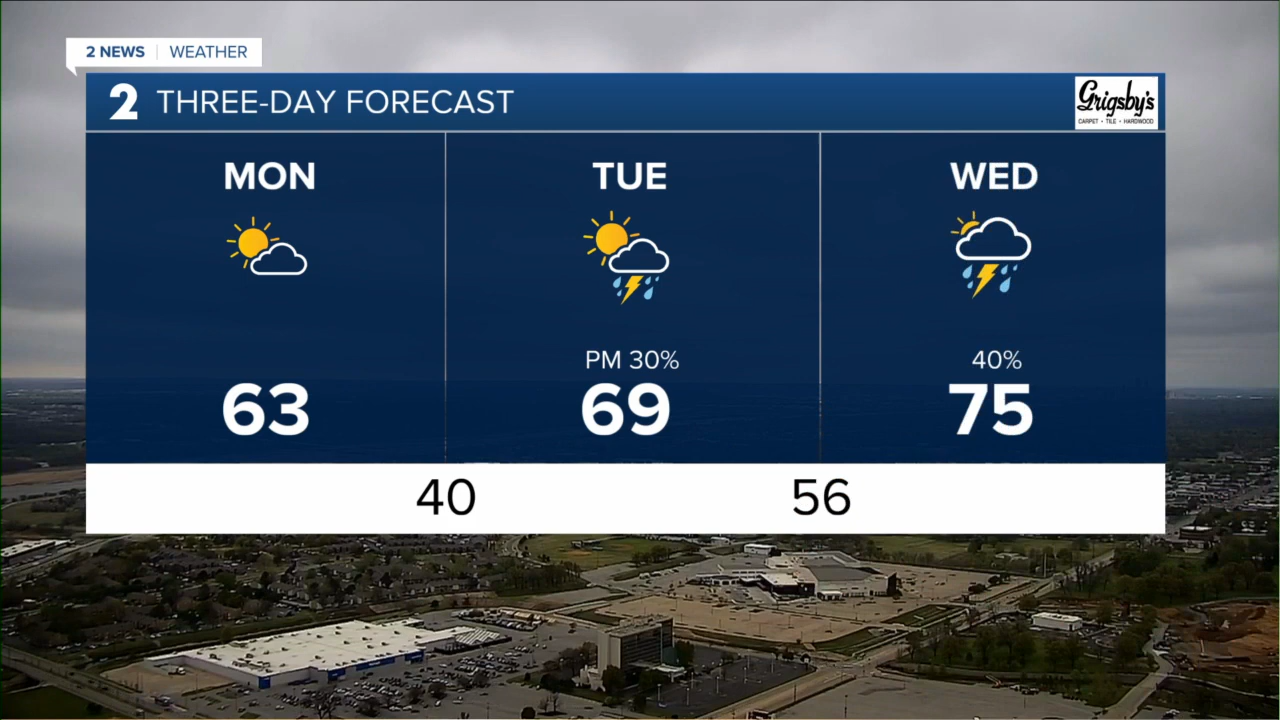 2 NEWS | WEATHER
2 THREE-DAY FORECAST
Grigsby's
CARPET • TILE • HARDWOOD
MON TUE WED
PM 30% 40%
63 69 75
40 56